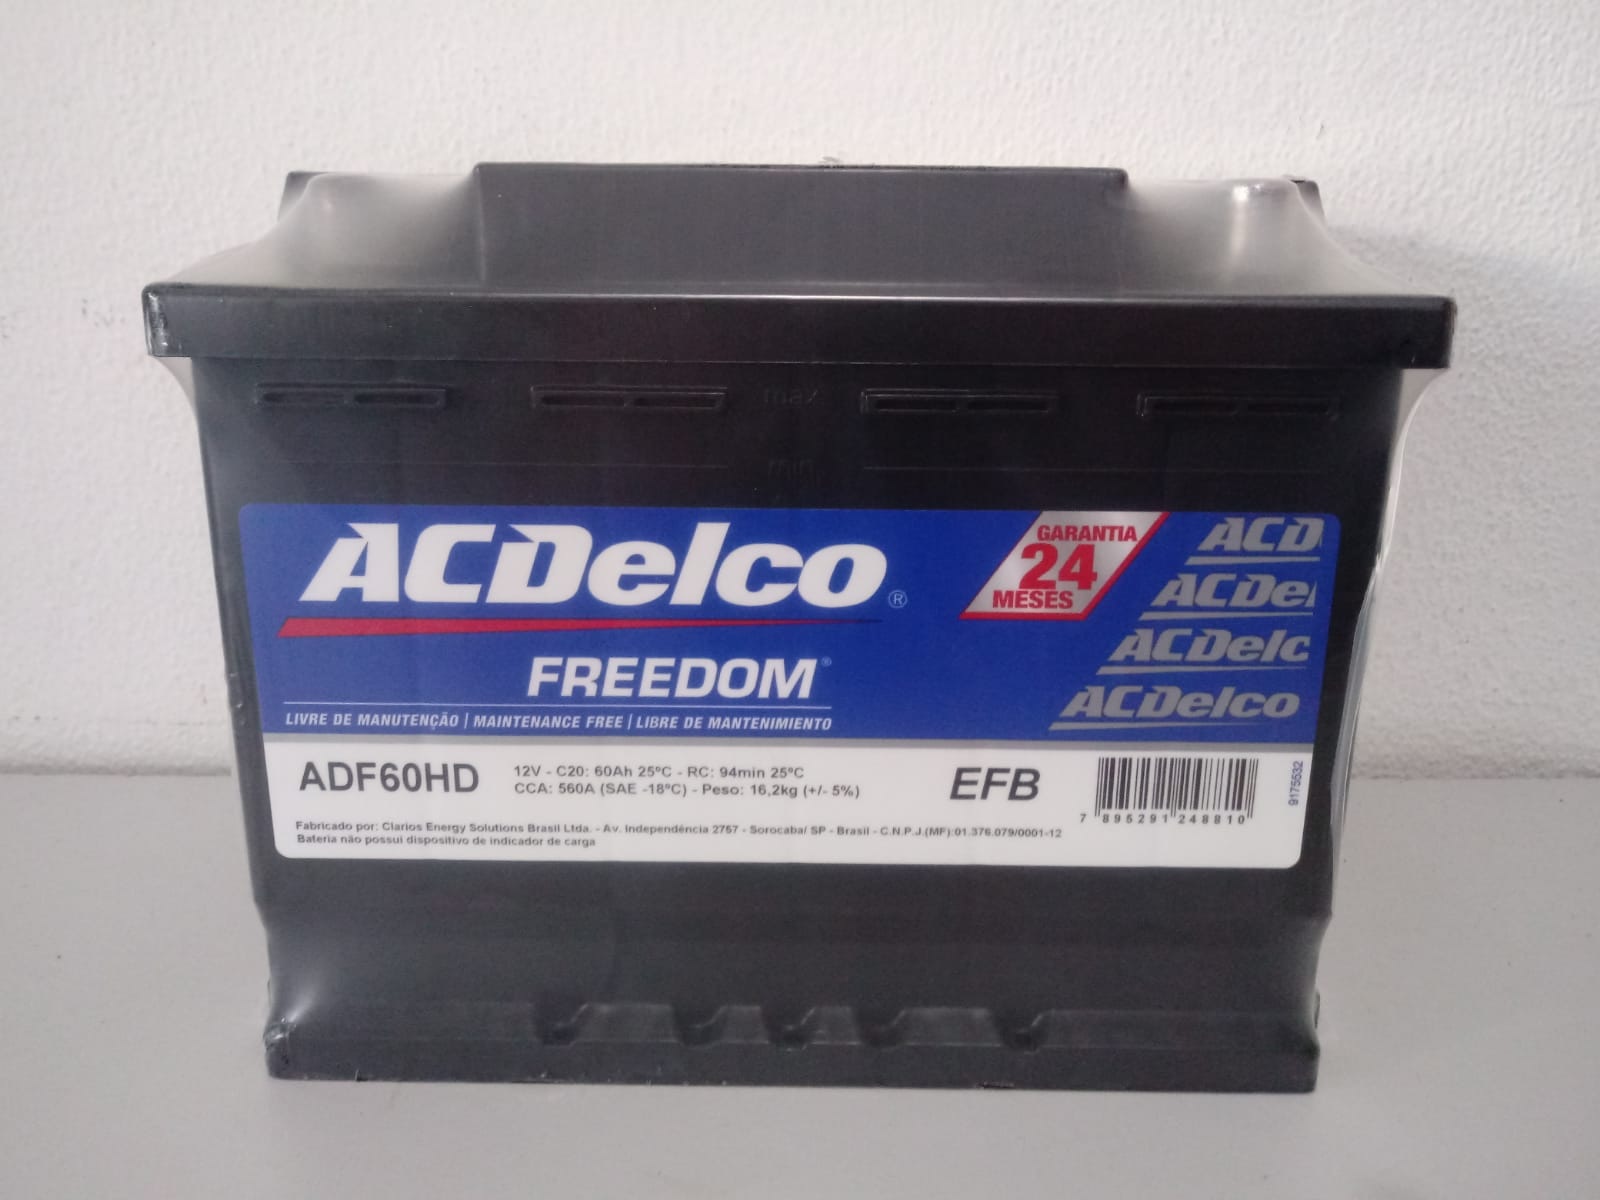 max
min
ACDelco®
FREEDOM®
LIVRE DE MANUTENÇÃO | MAINTENANCE FREE | LIBRE DE MANTENIMIENTO
GARANTIA
24
MESES
ACD
ACDel
ACDelc
ACDelco
ADF60HD
12V - C20: 60Ah 25ºC - RC: 94min 25ºC
CCA: 560A (SAE -18ºC) - Peso: 16,2kg (+/- 5%)
EFB
7 895291 248810
9175532
Fabricado por: Clarios Energy Solutions Brasil Ltda. - Av. Independência 2757 - Sorocaba/ SP - Brasil - C.N.P.J.(MF):01.376.079/0001-12
Bateria não possui dispositivo de indicador de carga